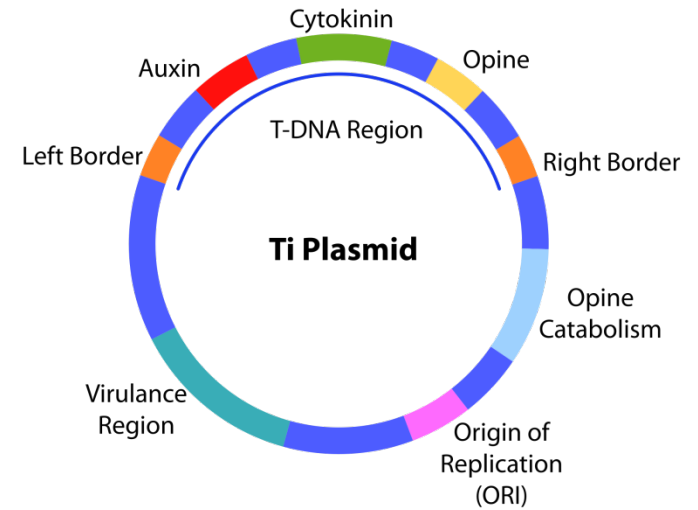 Cytokinin
Auxin
Opine
T-DNA Region
Left Border
Right Border
Ti Plasmid
Opine
Catabolism
Virulance
Region
Origin of
Replication
(ORI)